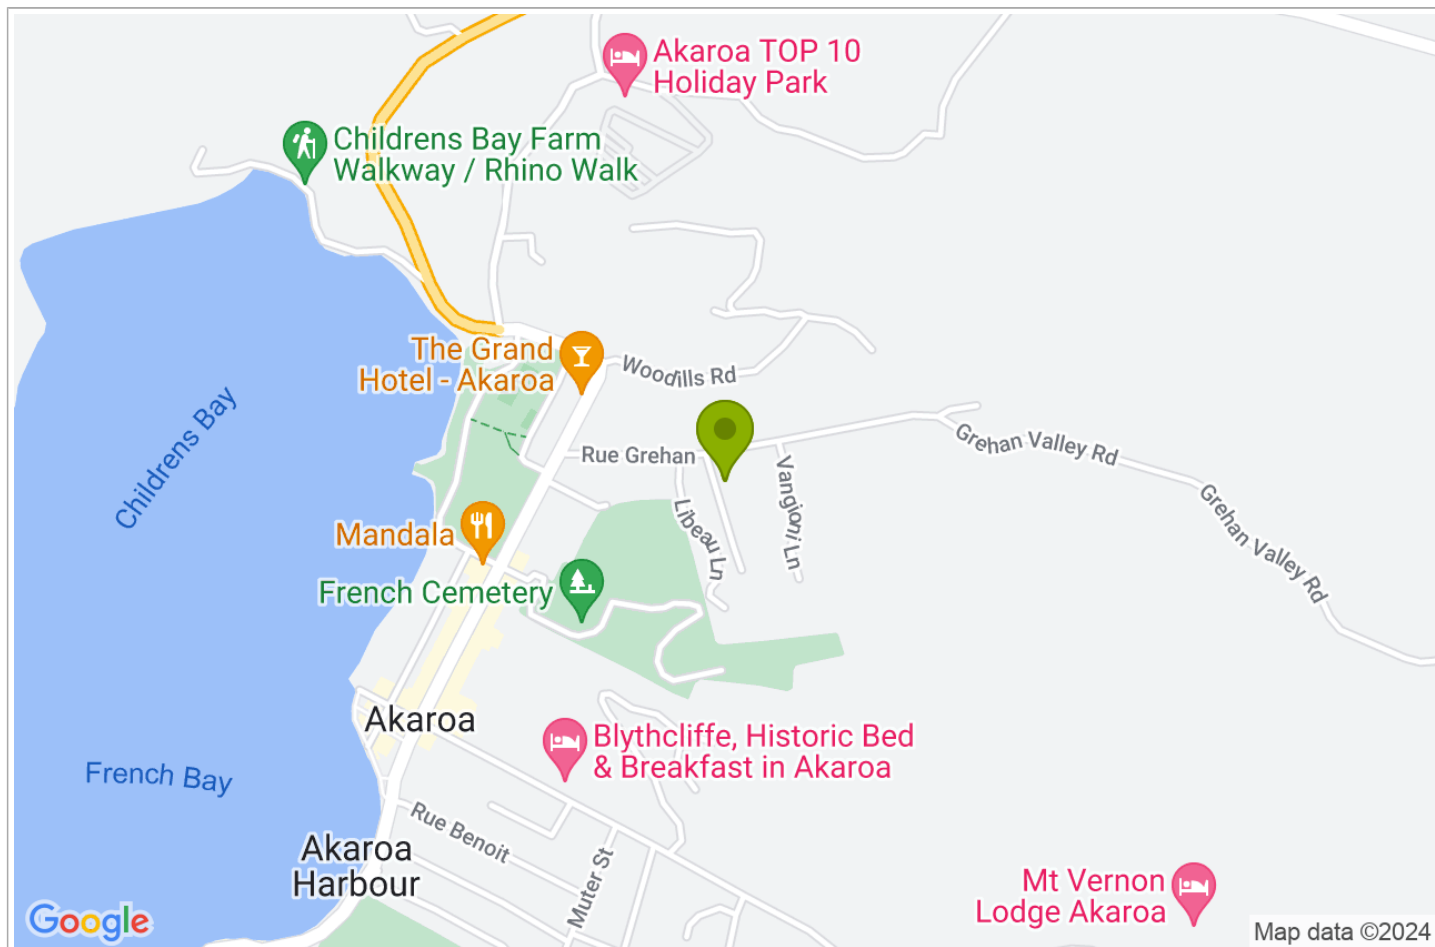 Akaroa TOP 10
Holiday Park
Childrens Bay Farm
Walkway / Rhino Walk
The Grand
Hotel - Akaroa
Woodills Rd
Childrens Bay
Rue Grehan
Grehan Valley Rd
Vangioni Ln
Libeau Ln
Grehan Valley Rd
Mandala
French Cemetery
Akaroa
Blythcliffe, Historic Bed
& Breakfast in Akaroa
French Bay
Rue Benoit
Akaroa
Harbour
Muter St
Mt Vernon
Lodge Akaroa
Google
Map data ©2024